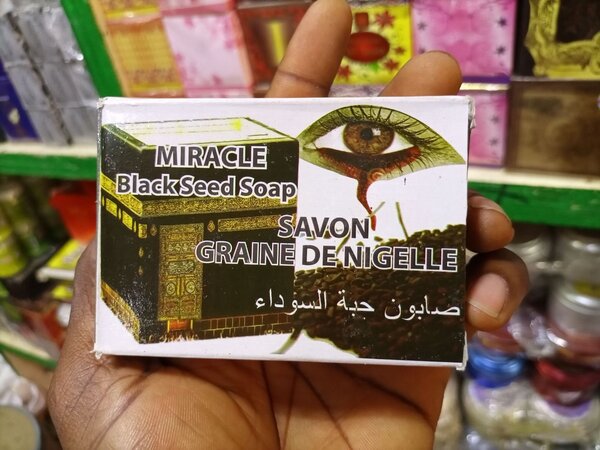 MIRACLE
Black Seed Soap
SAVON
GRAINE DE NIGELLE
صابون حبة السوداء